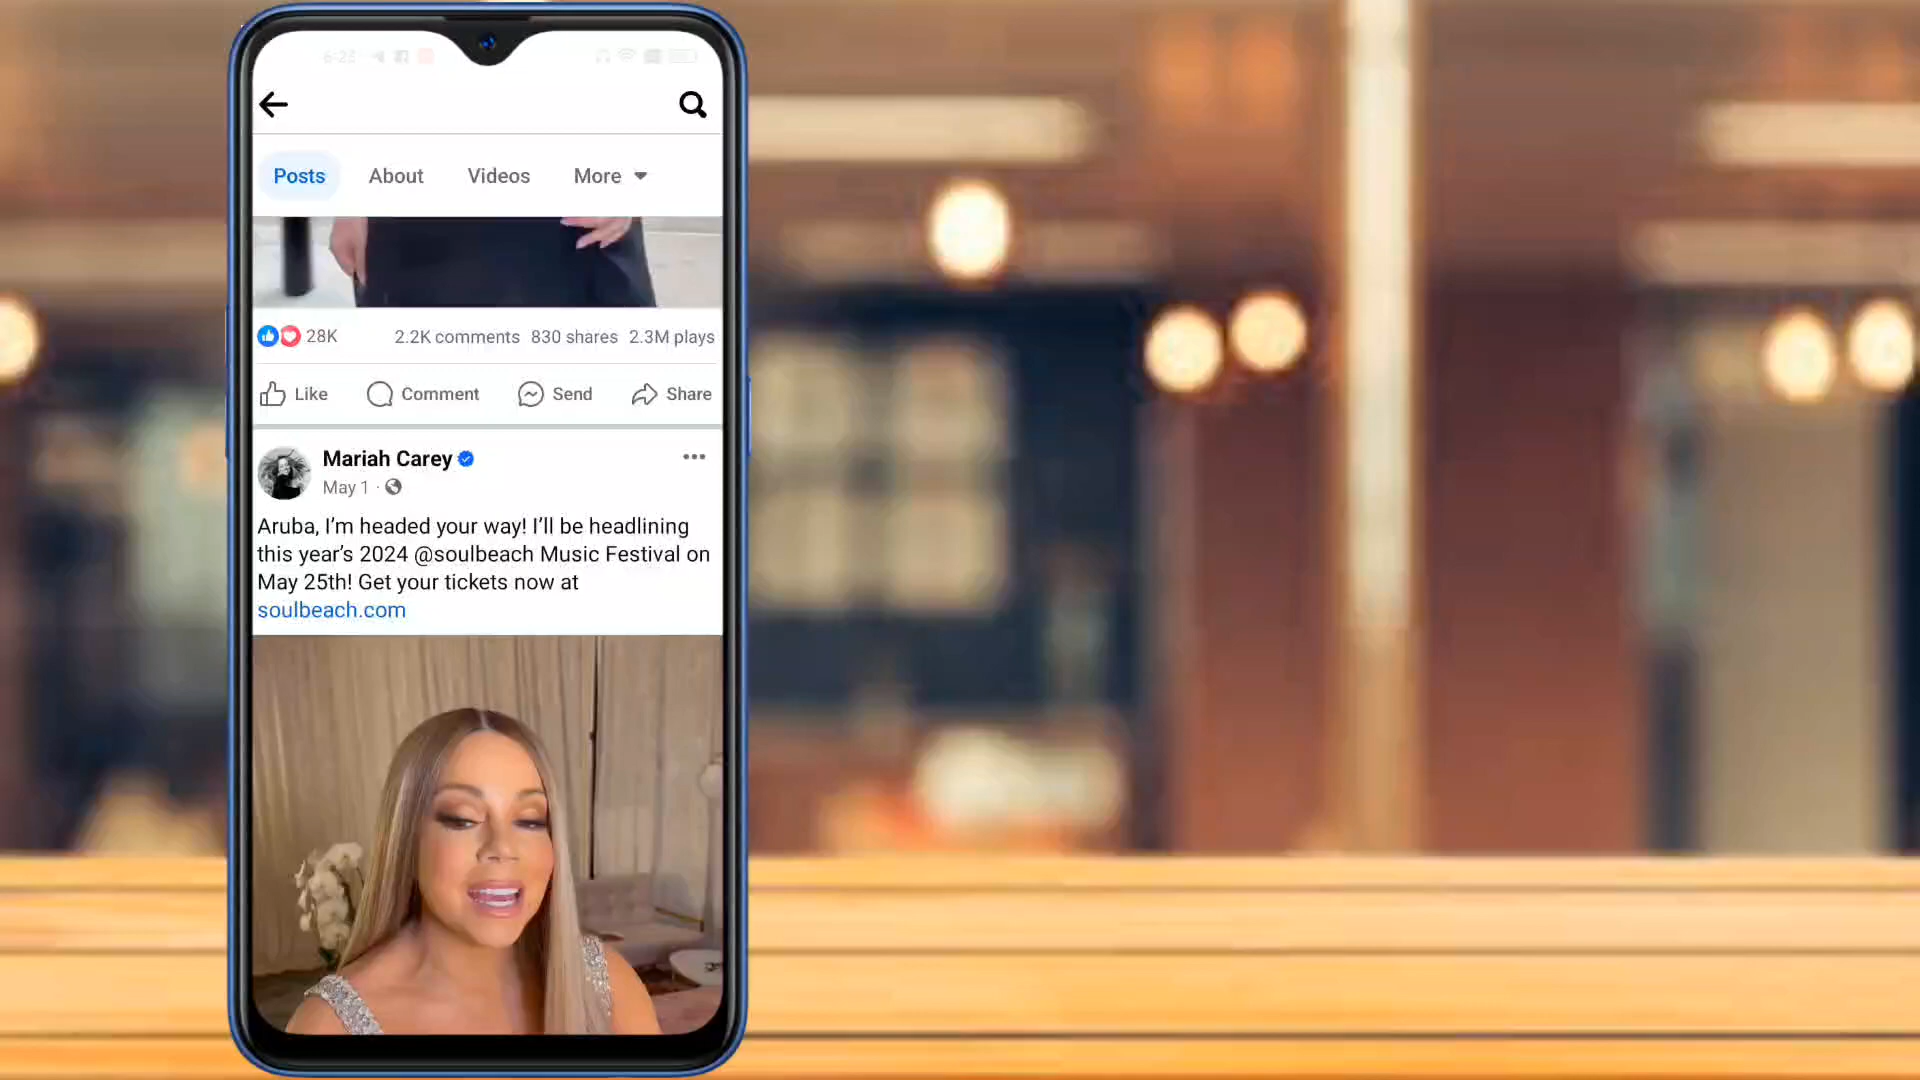 6:23
Posts About Videos More
28K 2.2K comments 830 shares 2.3M plays
Like Comment Send Share
Mariah Carey
May 1 ·
Aruba, I’m headed your way! I’ll be headlining
this year’s 2024 @soulbeach Music Festival on
May 25th! Get your tickets now at
soulbeach.com